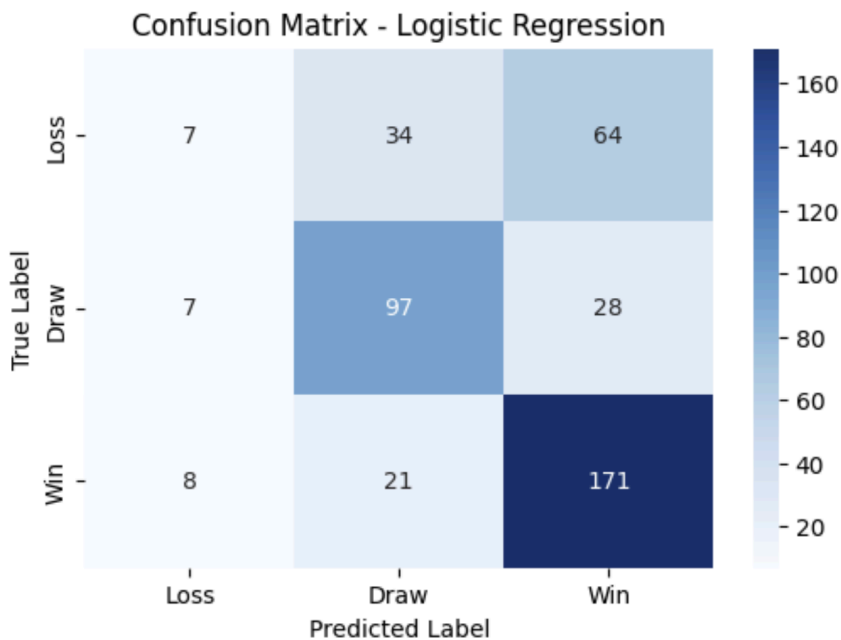 Confusion Matrix - Logistic Regression
Loss
7
34
64
Draw
7
97
28
Win
8
21
171
True Label
Loss Draw Win
Predicted Label
160
140
120
100
80
60
40
20